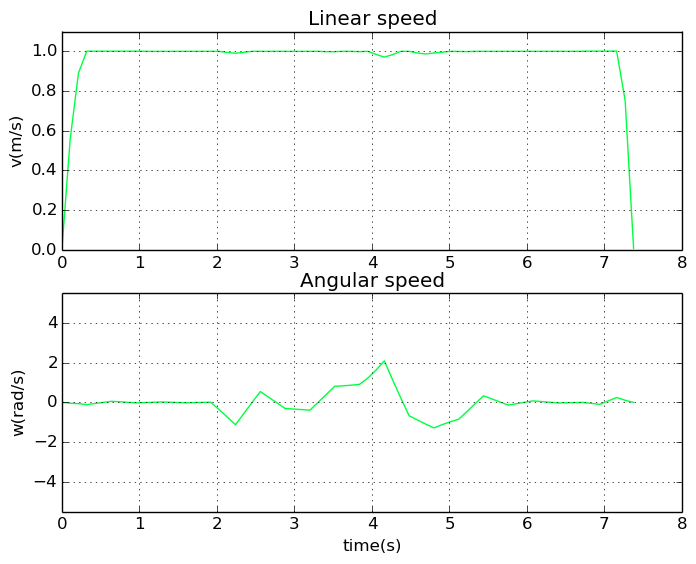 Linear speed
v(m/s)
1.0
0.8
0.6
0.4
0.2
0.0
0 1 2 3 4 5 6 7 8
Angular speed
w(rad/s)
4
2
0
−2
−4
0 1 2 3 4 5 6 7 8
time(s)